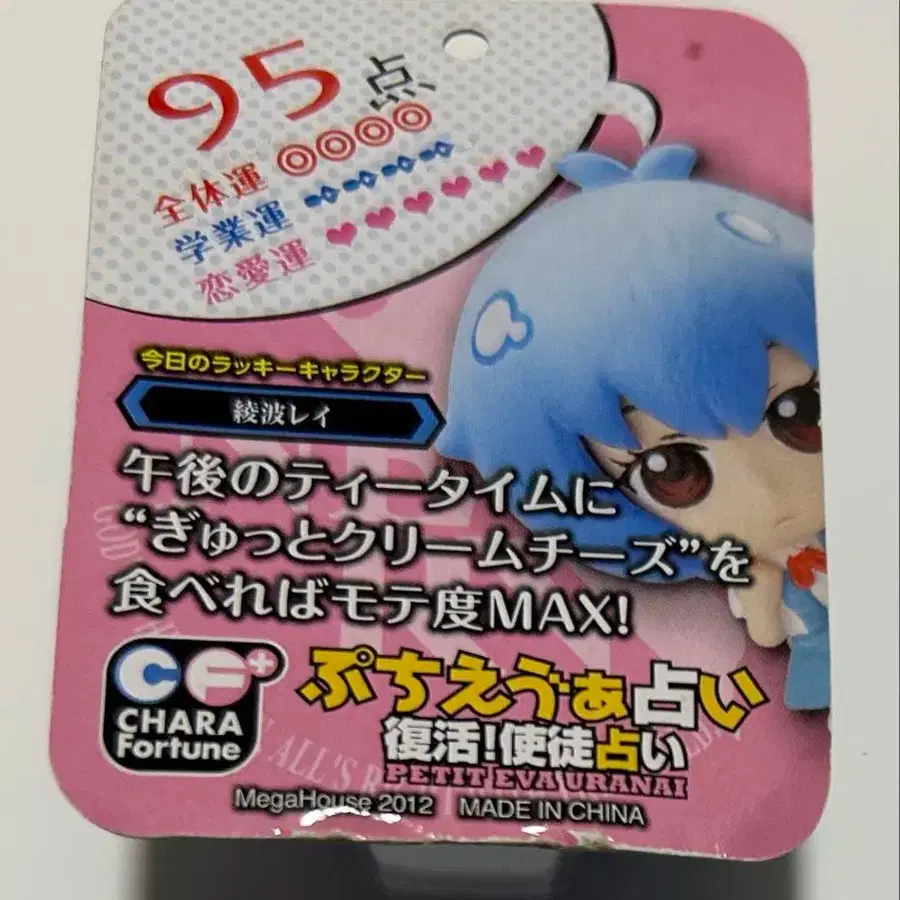 95点
全体運
学業運
恋愛運
今日のラッキーキャラクター
綾波レイ
午後のティータイムに
“ぎゅっとクリームチーズ”を
食べればモテ度MAX!
CF+
CHARA
Fortune
ぷちえゔぁ占い
復活!使徒占い
PETIT EVA URANAI
ALL'S
MegaHouse 2012 MADE IN CHINA